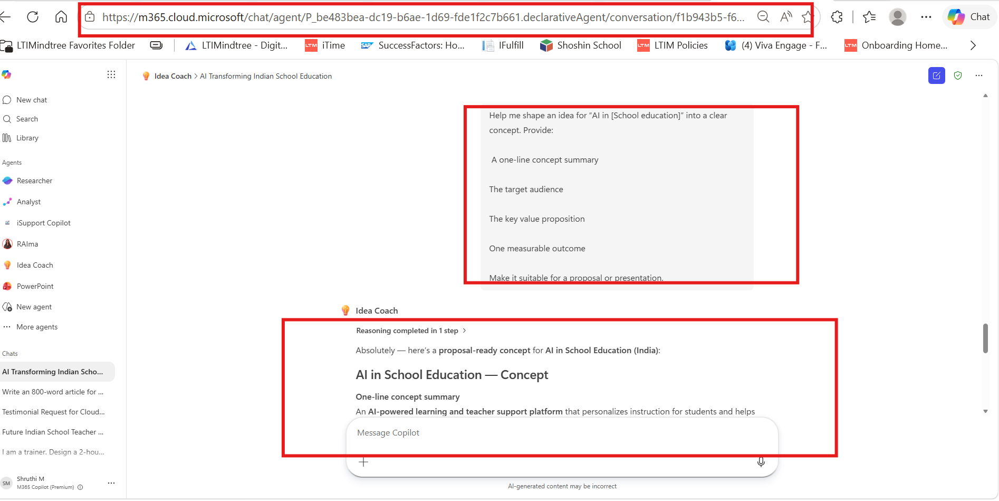 https://m365.cloud.microsoft/chat/agent/P_be483bea-dc19-b6ae-1d69-fde1f2c7b661.declarativeAgent/conversation/f1b943b5-f6...
Chat
LTIMindtree Favorites Folder
LTIMindtree - Digit...
LTM iTime
SAP SuccessFactors: Ho...
IFulfill
Shoshin School
LTM LTIM Policies
(4) Viva Engage - F...
LTM Onboarding Home...
Idea Coach > AI Transforming Indian School Education
New chat
Search
Library
Agents
Researcher
Analyst
iSupport Copilot
RAIma
Idea Coach
PowerPoint
New agent
More agents
Chats
AI Transforming Indian Scho...
Write an 800-word article for ...
Testimonial Request for Cloud...
Future Indian School Teacher ...
I am a trainer. Design a 2-hou...
SM
Shruthi M
M365 Copilot (Premium)
Help me shape an idea for “AI in [School education]” into a clear
concept. Provide:
A one-line concept summary
The target audience
The key value proposition
One measurable outcome
Make it suitable for a proposal or presentation.
Idea Coach
Reasoning completed in 1 step >
Absolutely — here’s a proposal-ready concept for AI in School Education (India):
AI in School Education — Concept
One-line concept summary
An AI-powered learning and teacher support platform that personalizes instruction for students and helps
Message Copilot
AI-generated content may be incorrect